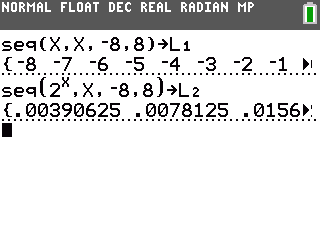 NORMAL FLOAT DEC REAL RADIAN MP
seq(X,X,-8,8)→L₁
{-8 -7 -6 -5 -4 -3 -2 -1
seq(2ˣ,X,-8,8)→L₂
{.00390625 .0078125 .0156